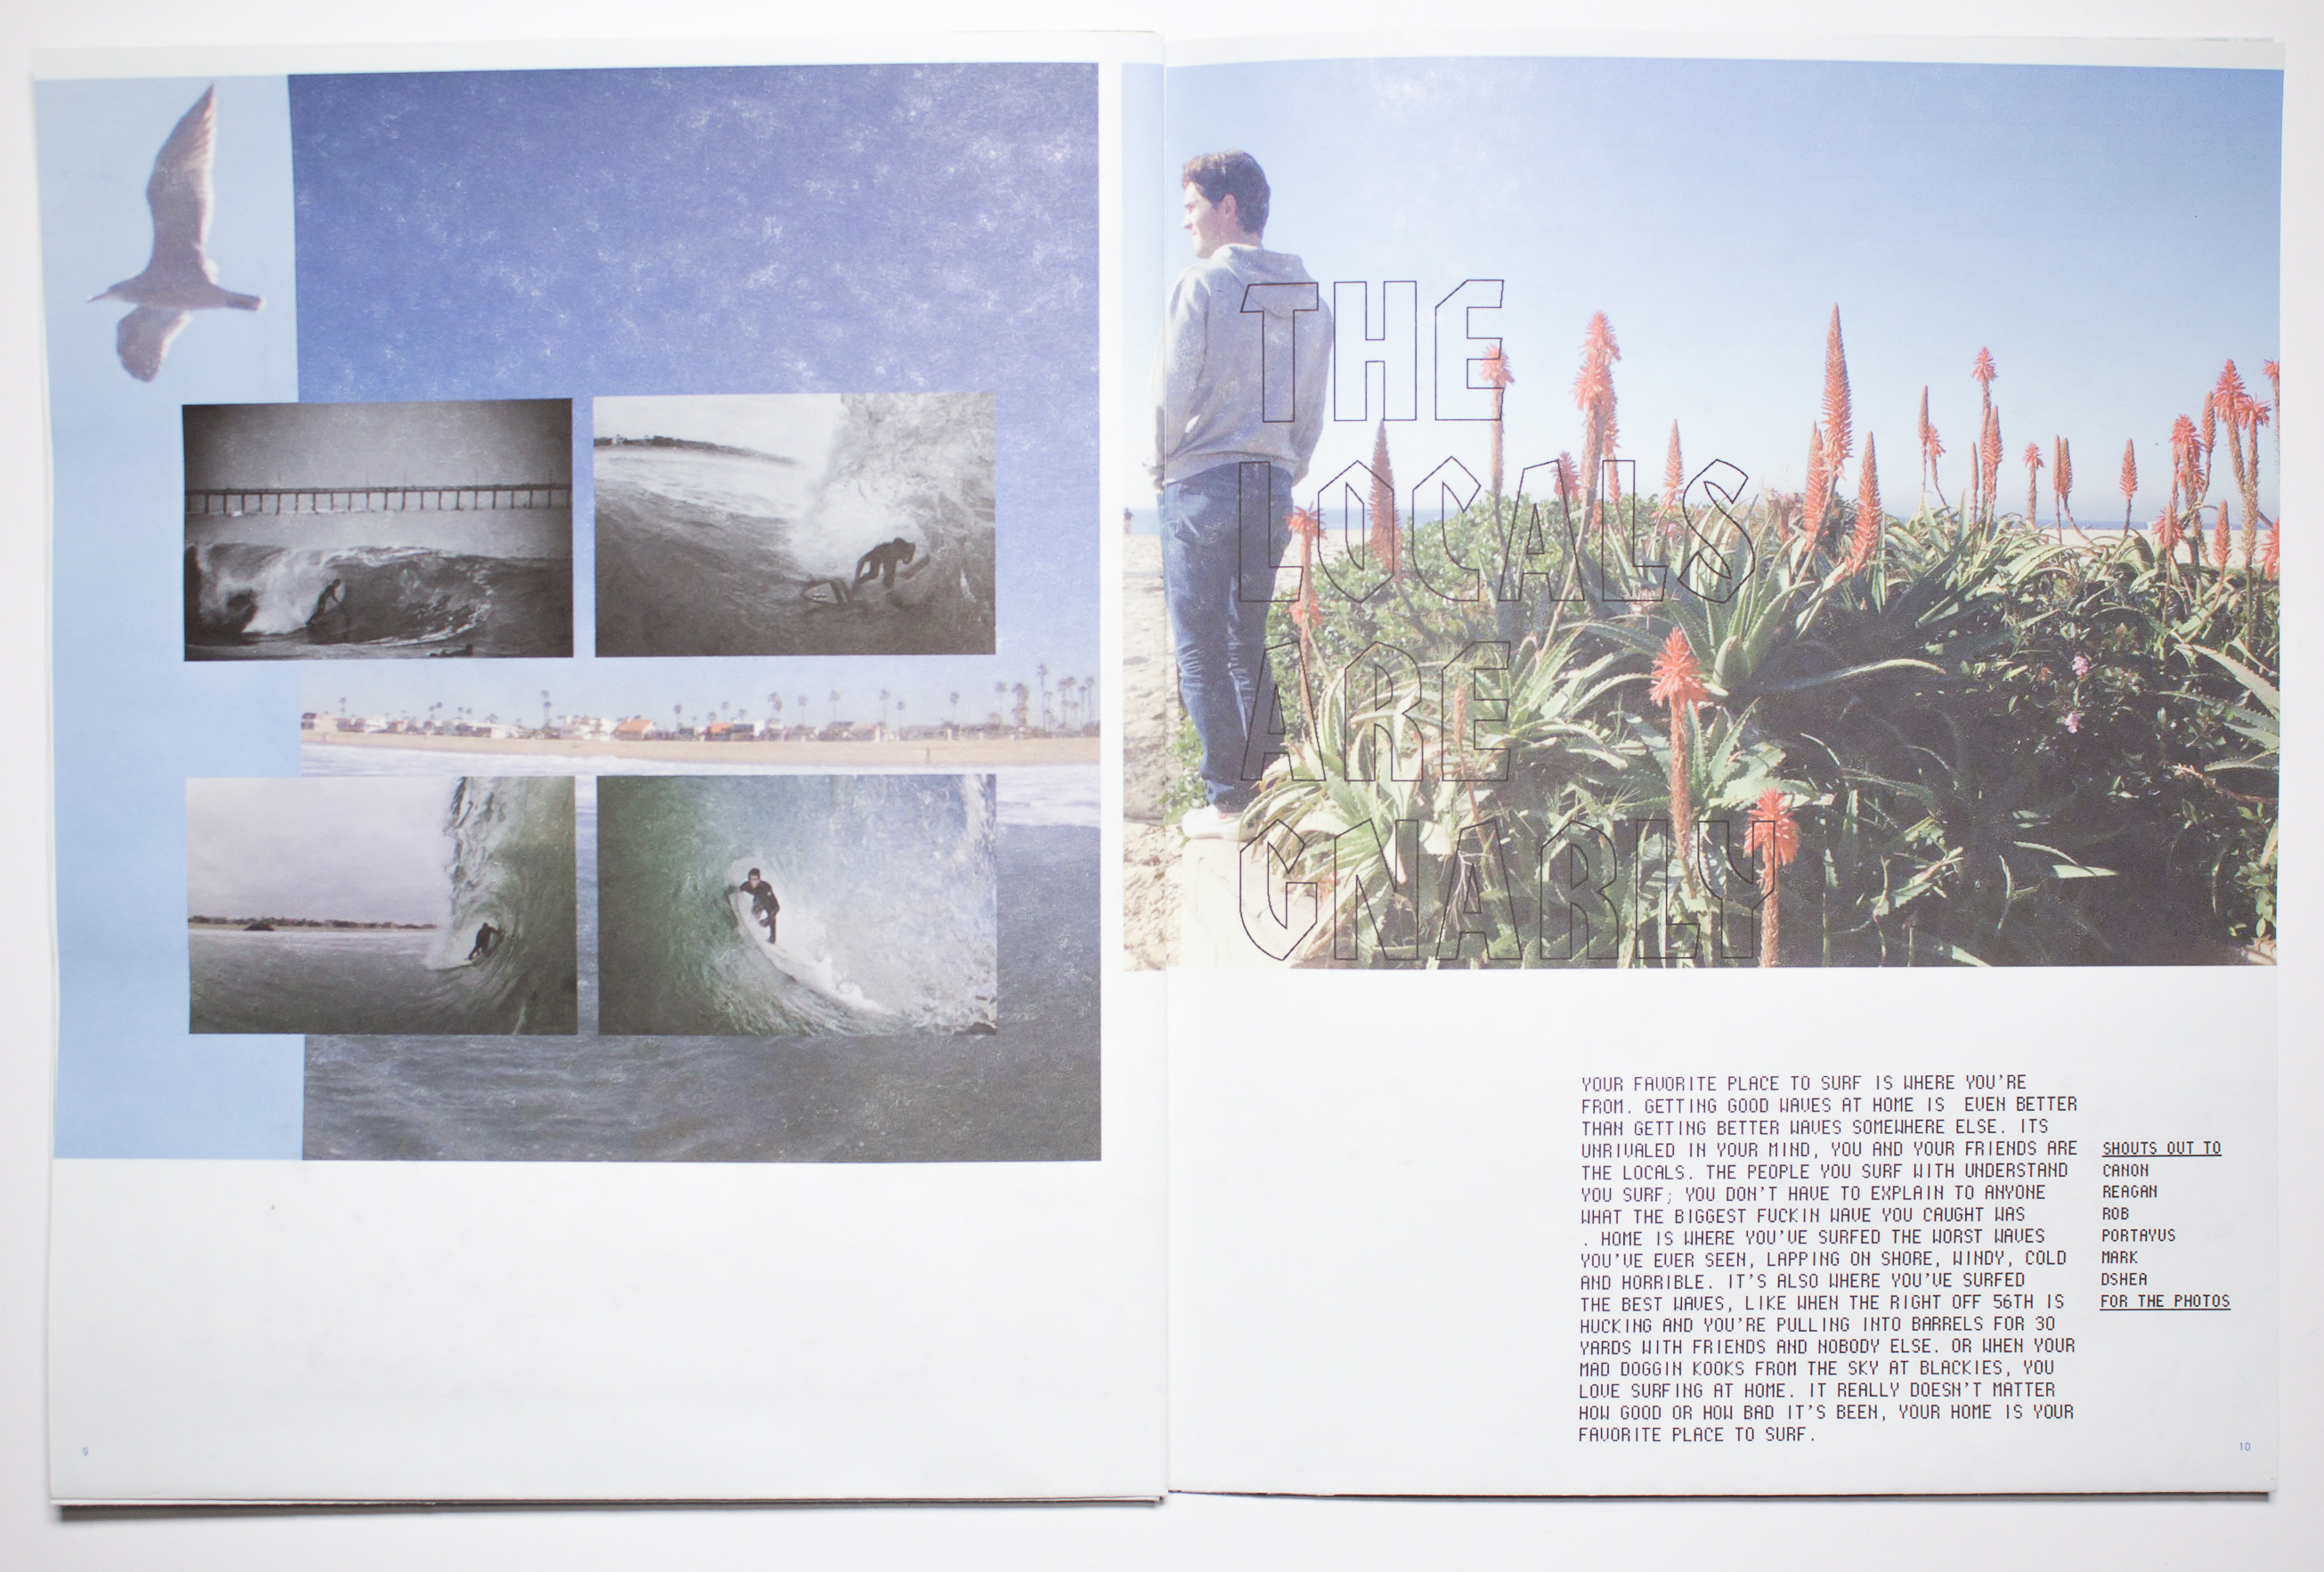 THE
LOCALS
ARE
GNARLY
YOUR FAVORITE PLACE TO SURF IS WHERE YOU'RE
FROM. GETTING GOOD WAVES AT HOME IS  EVEN BETTER
THAN GETTING BETTER WAVES SOMEWHERE ELSE. ITS
UNRIVALED IN YOUR MIND, YOU AND YOUR FRIENDS ARE
THE LOCALS. THE PEOPLE YOU SURF WITH UNDERSTAND
YOU SURF; YOU DON'T HAVE TO EXPLAIN TO ANYONE
WHAT THE BIGGEST FUCKIN WAVE YOU CAUGHT WAS
. HOME IS WHERE YOU'VE SURFED THE WORST WAVES
YOU'VE EVER SEEN, LAPPING ON SHORE, WINDY, COLD
AND HORRIBLE. IT'S ALSO WHERE YOU'VE SURFED
THE BEST WAVES, LIKE WHEN THE RIGHT OFF 56TH IS
HUCKING AND YOU'RE PULLING INTO BARRELS FOR 30
YARDS WITH FRIENDS AND NOBODY ELSE. OR WHEN YOUR
MAD DOGGIN KOOKS FROM THE SKY AT BLACKIES, YOU
LOVE SURFING AT HOME. IT REALLY DOESN'T MATTER
HOW GOOD OR HOW BAD IT'S BEEN, YOUR HOME IS YOUR
FAVORITE PLACE TO SURF.
SHOUTS OUT TO
CANON
REAGAN
ROB
PORTAYUS
MARK
DSHEA
FOR THE PHOTOS
9
10